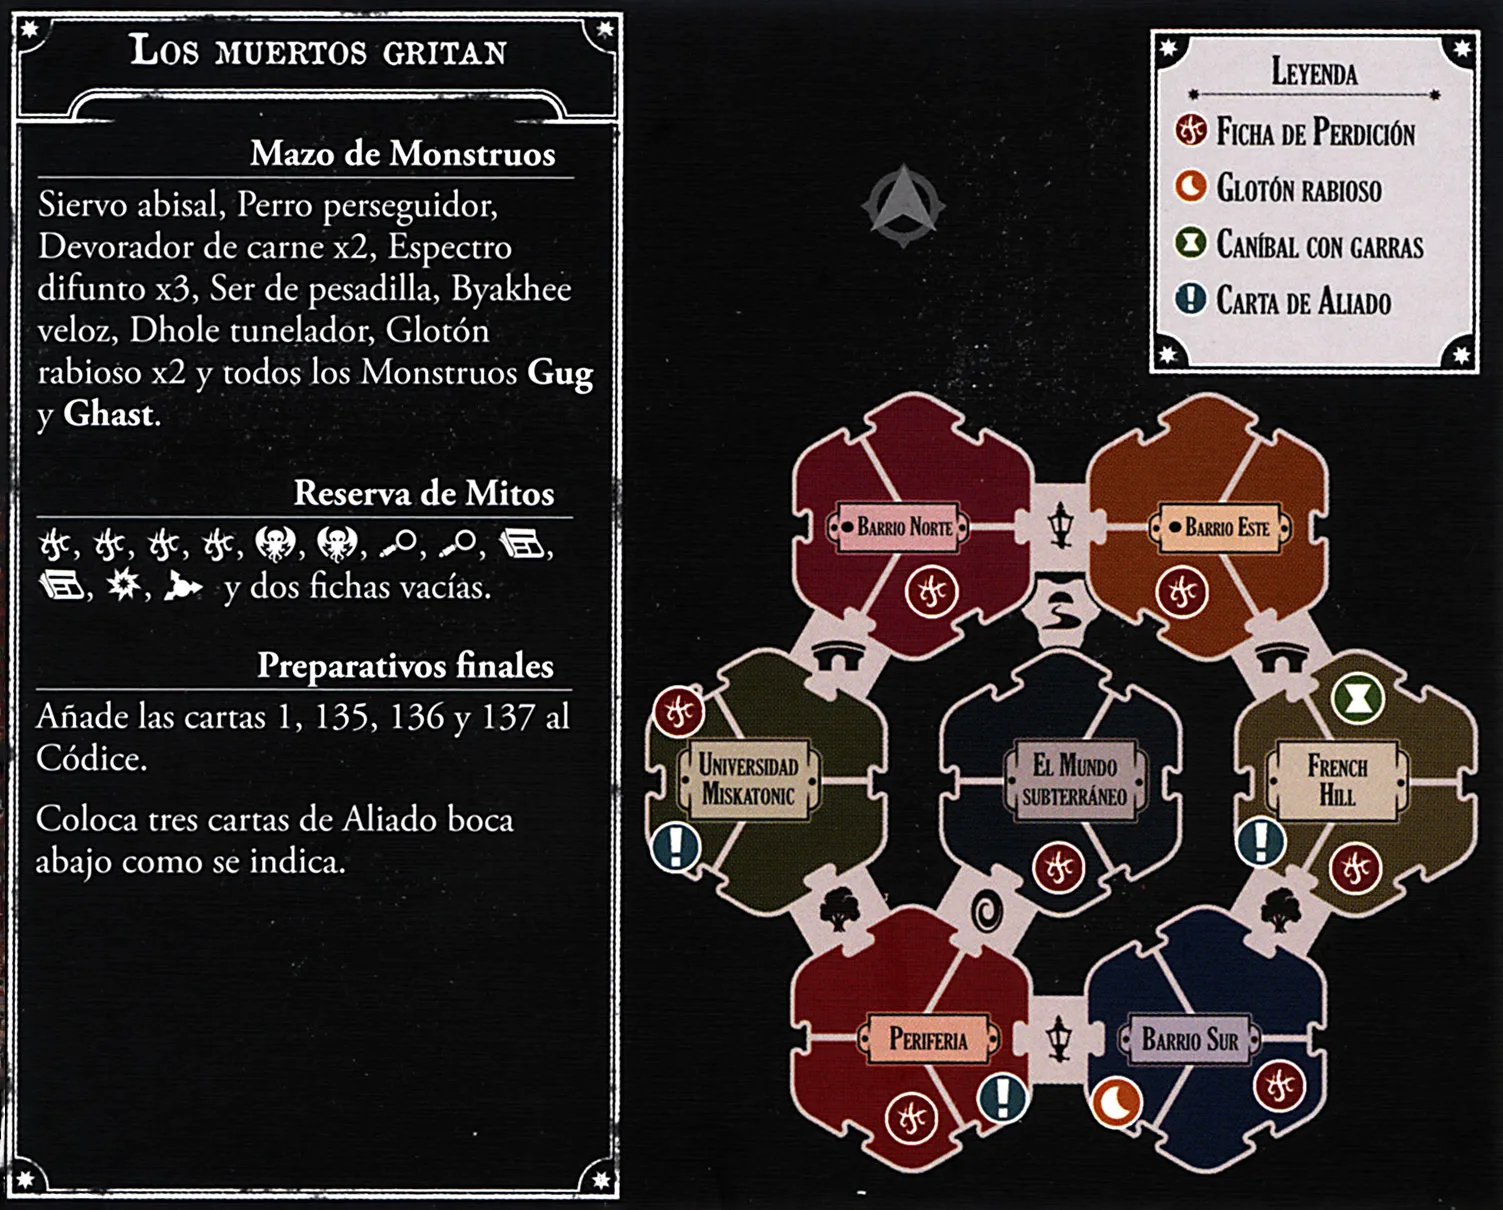 Los muertos gritan
Mazo de Monstruos
Siervo abisal, Perro perseguidor,
Devorador de carne x2, Espectro
difunto x3, Ser de pesadilla, Byakhee
veloz, Dhole tunelador, Glotón
rabioso x2 y todos los Monstruos Gug
y Ghast.
Reserva de Mitos
, , , , , , , , ,
, , , y dos fichas vacías.
Preparativos finales
Añade las cartas 1, 135, 136 y 137 al
Códice.
Coloca tres cartas de Aliado boca
abajo como se indica.
Leyenda
Ficha de Perdición
Glotón rabioso
Caníbal con garras
! Carta de Aliado
Barrio Norte
Barrio Este
Universidad
Miskatonic
!
El Mundo
subterráneo
French
Hill
!
Periferia
!
Barrio Sur